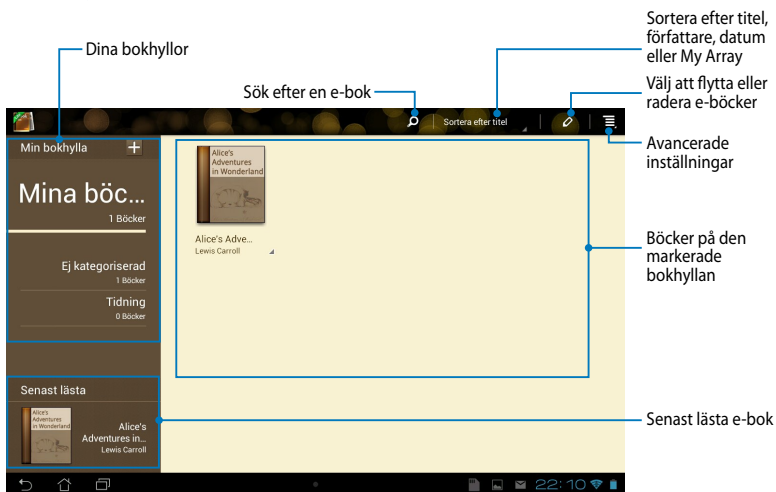 Sortera efter titel,
författare, datum
eller My Array
Dina bokhyllor
Välj att flytta eller
radera e-böcker
Sök efter en e-bok
Sortera efter titel
Avancerade
inställningar
Min bokhylla
Mina böc...
1 Böcker
Ej kategoriserad
1 Böcker
Tidning
0 Böcker
Alice's
Adventures
in Wonderland
Alice's Adve...
Lewis Carroll
Böcker på den
markerade
bokhyllan
Senast lästa
Alice's
Adventures
in Wonderland
Alice's
Adventures in...
Lewis Carroll
Senast lästa e-bok
22:10